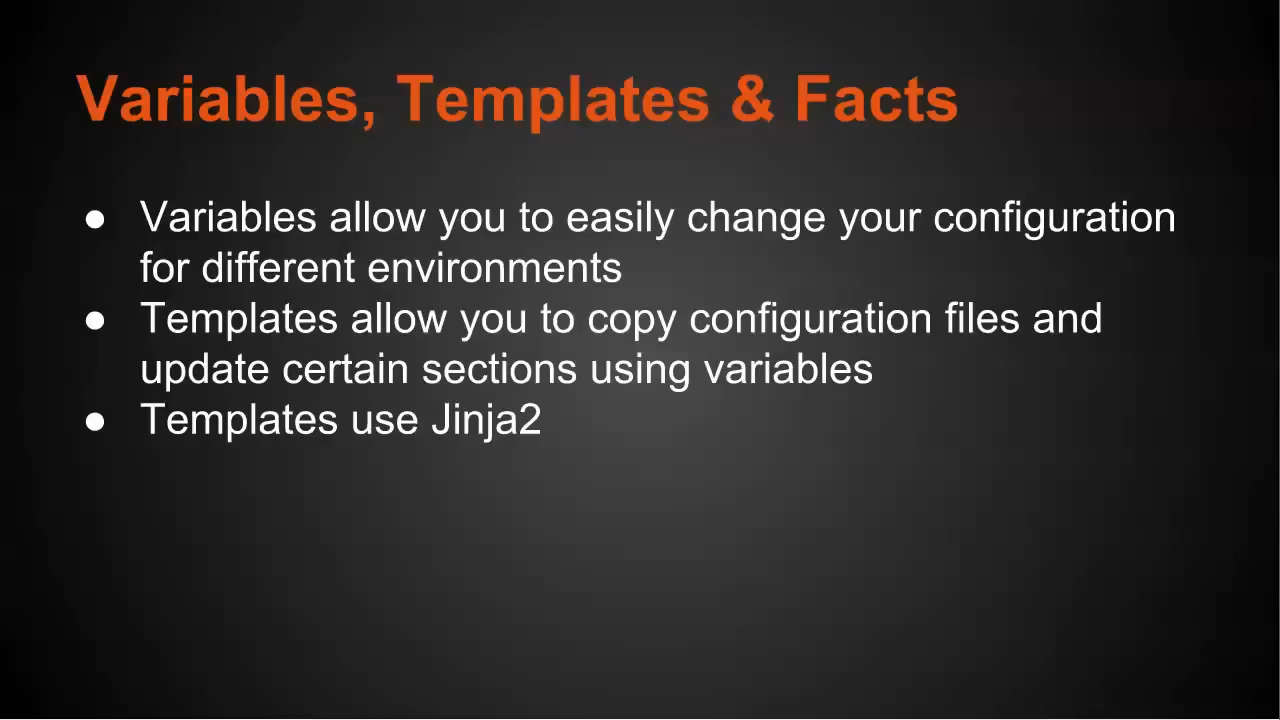 Variables, Templates & Facts
● Variables allow you to easily change your configuration
for different environments
● Templates allow you to copy configuration files and
update certain sections using variables
● Templates use Jinja2